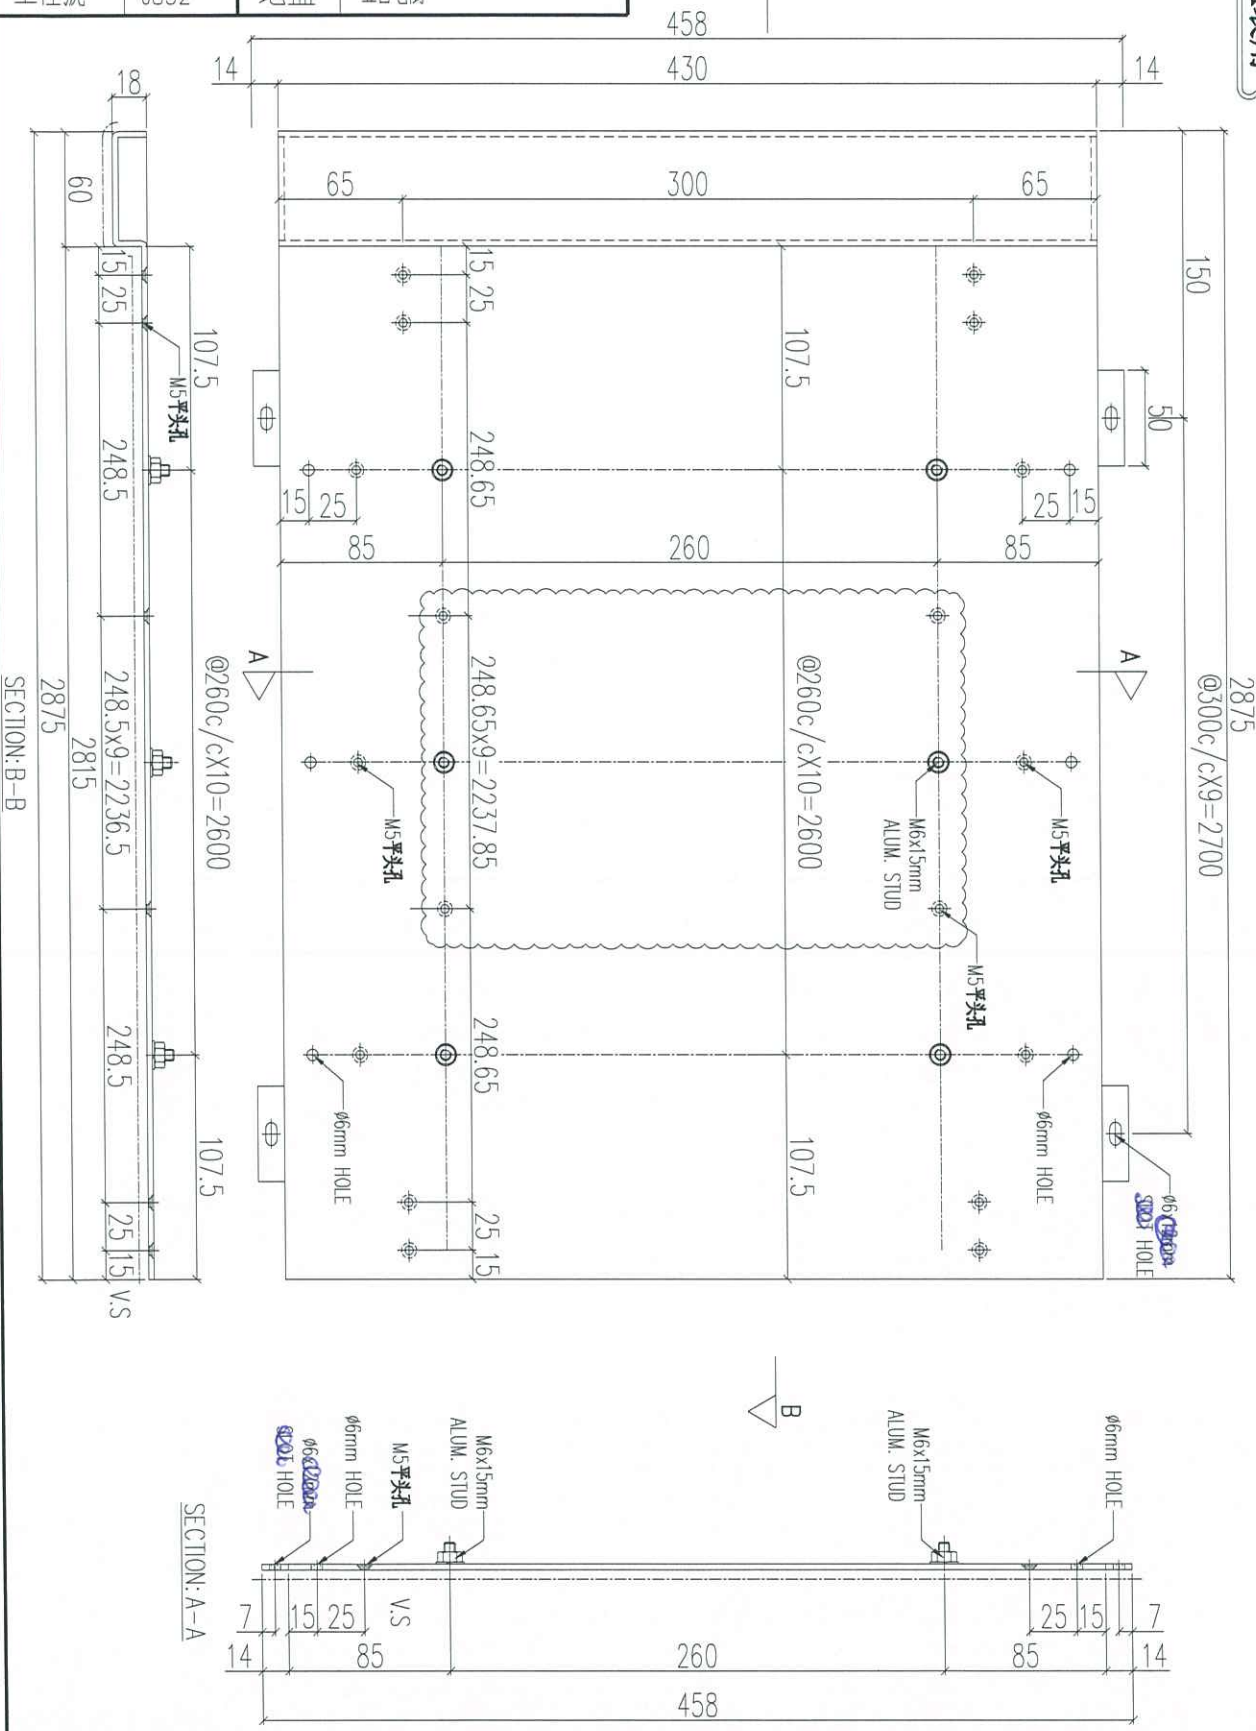 458
14
430
14
18
60
65
300
65
150
15 25
107.5
M5平头孔
15 25
107.5
50
248.5
248.65
15 25
25 15
85
260
85
2875
@300c/cX9=2700
A
A
@260c/cX10=2600
248.5x9=2236.5
248.65x9=2237.85
@260c/cX10=2600
2815
2875
SECTION:B-B
M5平头孔
M6x15mm
ALUM. STUD
M5平头孔
M5平头孔
248.5
248.65
107.5
107.5
ø6mm HOLE
ø6mm HOLE
HOLE
25 15
V.S
25 15
B
HOLE
ø6mm HOLE
M5平头孔
M6x15mm
ALUM. STUD
M6x15mm
ALUM. STUD
ø6mm HOLE
SECTION:A-A
V.S
7
15 25
25 15
7
14
85
260
85
14
458